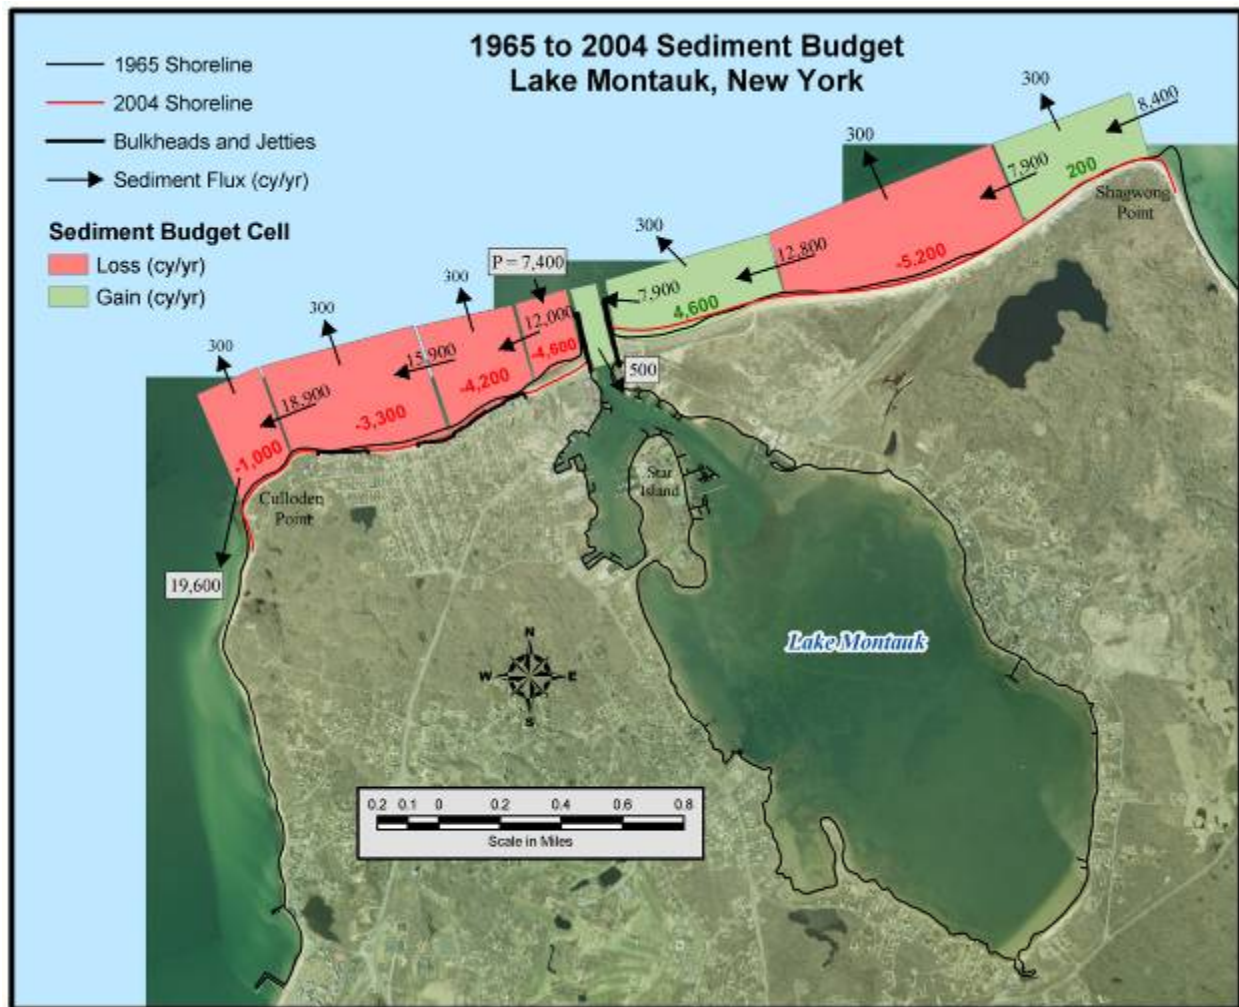 1965 to 2004 Sediment Budget
Lake Montauk, New York
1965 Shoreline
2004 Shoreline
Bulkheads and Jetties
Sediment Flux (cy/yr)
Sediment Budget Cell
Loss (cy/yr)
Gain (cy/yr)
300
8,400
300
7,900
200
Shagwong
Point
300
12,800
-5,200
P = 7,400
7,900
4,600
300
12,000
-4,600
500
300
15,900
-4,200
300
18,900
-3,300
-1,000
Culloden
Point
19,600
Star
Island
Lake Montauk
N
W
E
S
0.2 0.1 0 0.2 0.4 0.6 0.8
Scale in Miles